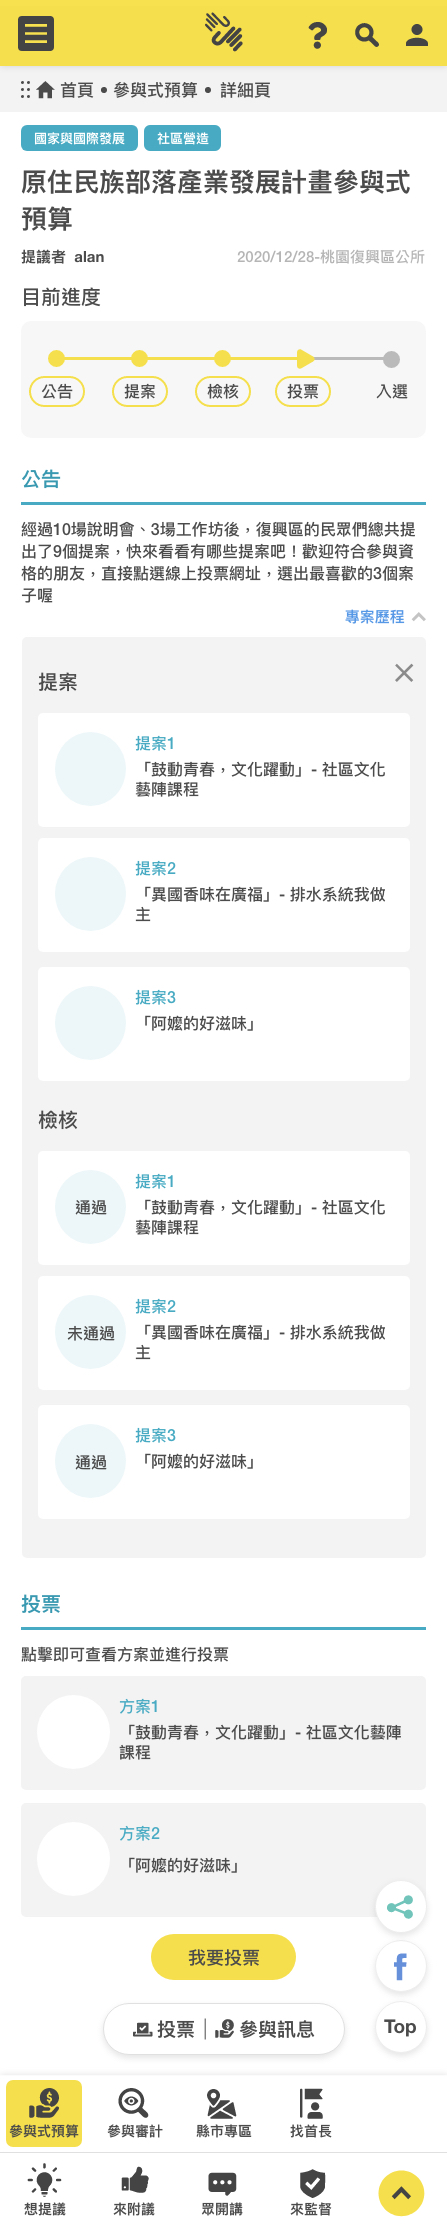 首頁 • 參與式預算 • 詳細頁
國家與國際發展 社區營造
原住民族部落產業發展計畫參與式
預算
提議者 alan 2020/12/28-桃園復興區公所
目前進度
公告 提案 檢核 投票 入選
公告
經過10場說明會、3場工作坊後，復興區的民眾們總共提
出了9個提案，快來看看有哪些提案吧！歡迎符合參與資
格的朋友，直接點選線上投票網址，選出最喜歡的3個案
子喔
專案歷程
提案
提案1
「鼓動青春，文化躍動」- 社區文化
藝陣課程
提案2
「異國香味在廣福」- 排水系統我做
主
提案3
「阿嬤的好滋味」
檢核
提案1
通過
「鼓動青春，文化躍動」- 社區文化
藝陣課程
提案2
未通過
「異國香味在廣福」- 排水系統我做
主
提案3
通過
「阿嬤的好滋味」
投票
點擊即可查看方案並進行投票
方案1
「鼓動青春，文化躍動」- 社區文化藝陣
課程
方案2
「阿嬤的好滋味」
我要投票
投票｜參與訊息
Top
參與式預算 參與審計 縣市專區 找首長
想提議 來附議 眾開講 來監督